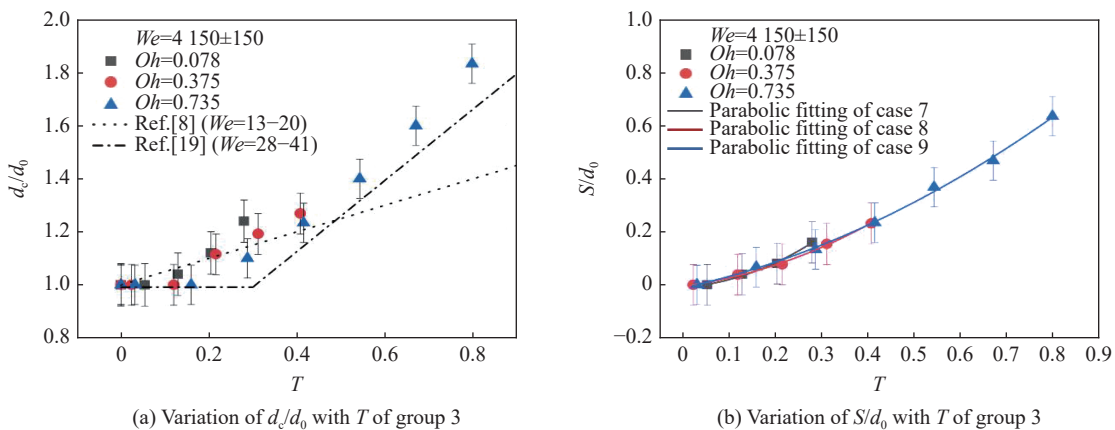 2.0
1.8
1.6
1.4
1.2
1.0
0.8
d_c/d_0
We=4 150±150
Oh=0.078
Oh=0.375
Oh=0.735
Ref.[8] (We=13−20)
Ref.[19] (We=28−41)
0 0.2 0.4 0.6 0.8
T
(a) Variation of d_c/d_0 with T of group 3
1.0
0.8
0.6
0.4
0.2
0
−0.2
S/d_0
We=4 150±150
Oh=0.078
Oh=0.375
Oh=0.735
Parabolic fitting of case 7
Parabolic fitting of case 8
Parabolic fitting of case 9
0 0.1 0.2 0.3 0.4 0.5 0.6 0.7 0.8 0.9
T
(b) Variation of S/d_0 with T of group 3